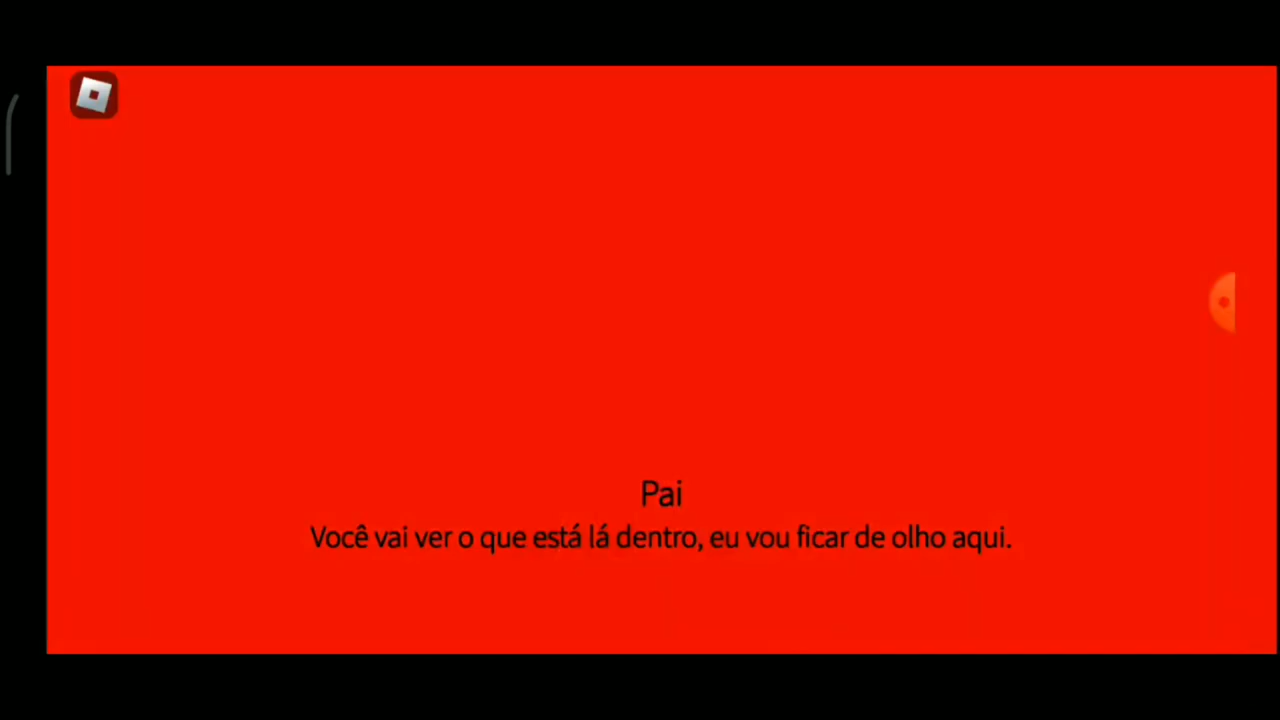 Pai
Você vai ver o que está lá dentro, eu vou ficar de olho aqui.